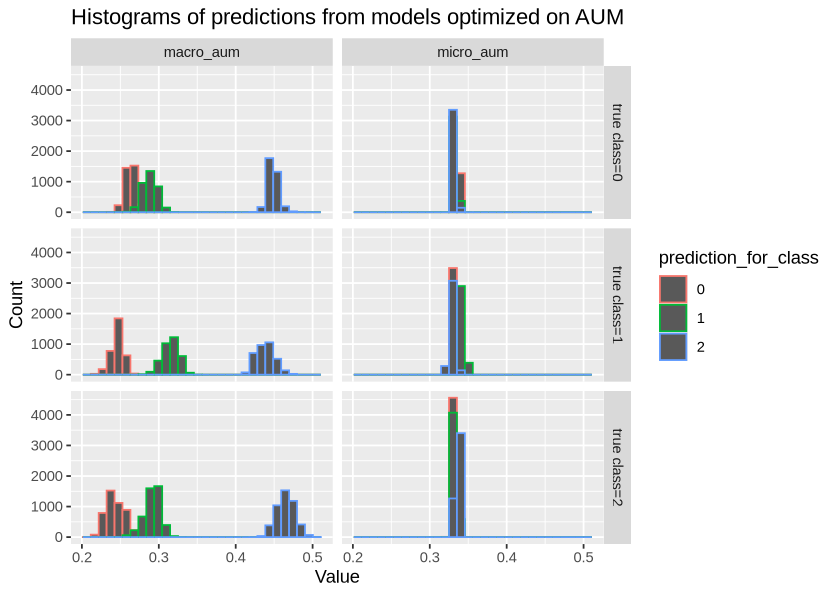 Histograms of predictions from models optimized on AUM
macro_aum
micro_aum
4000
3000
2000
1000
0
true class=0
4000
3000
2000
1000
0
true class=1
4000
3000
2000
1000
0
true class=2
Count
0.2 0.3 0.4 0.5
0.2 0.3 0.4 0.5
Value
prediction_for_class
0
1
2